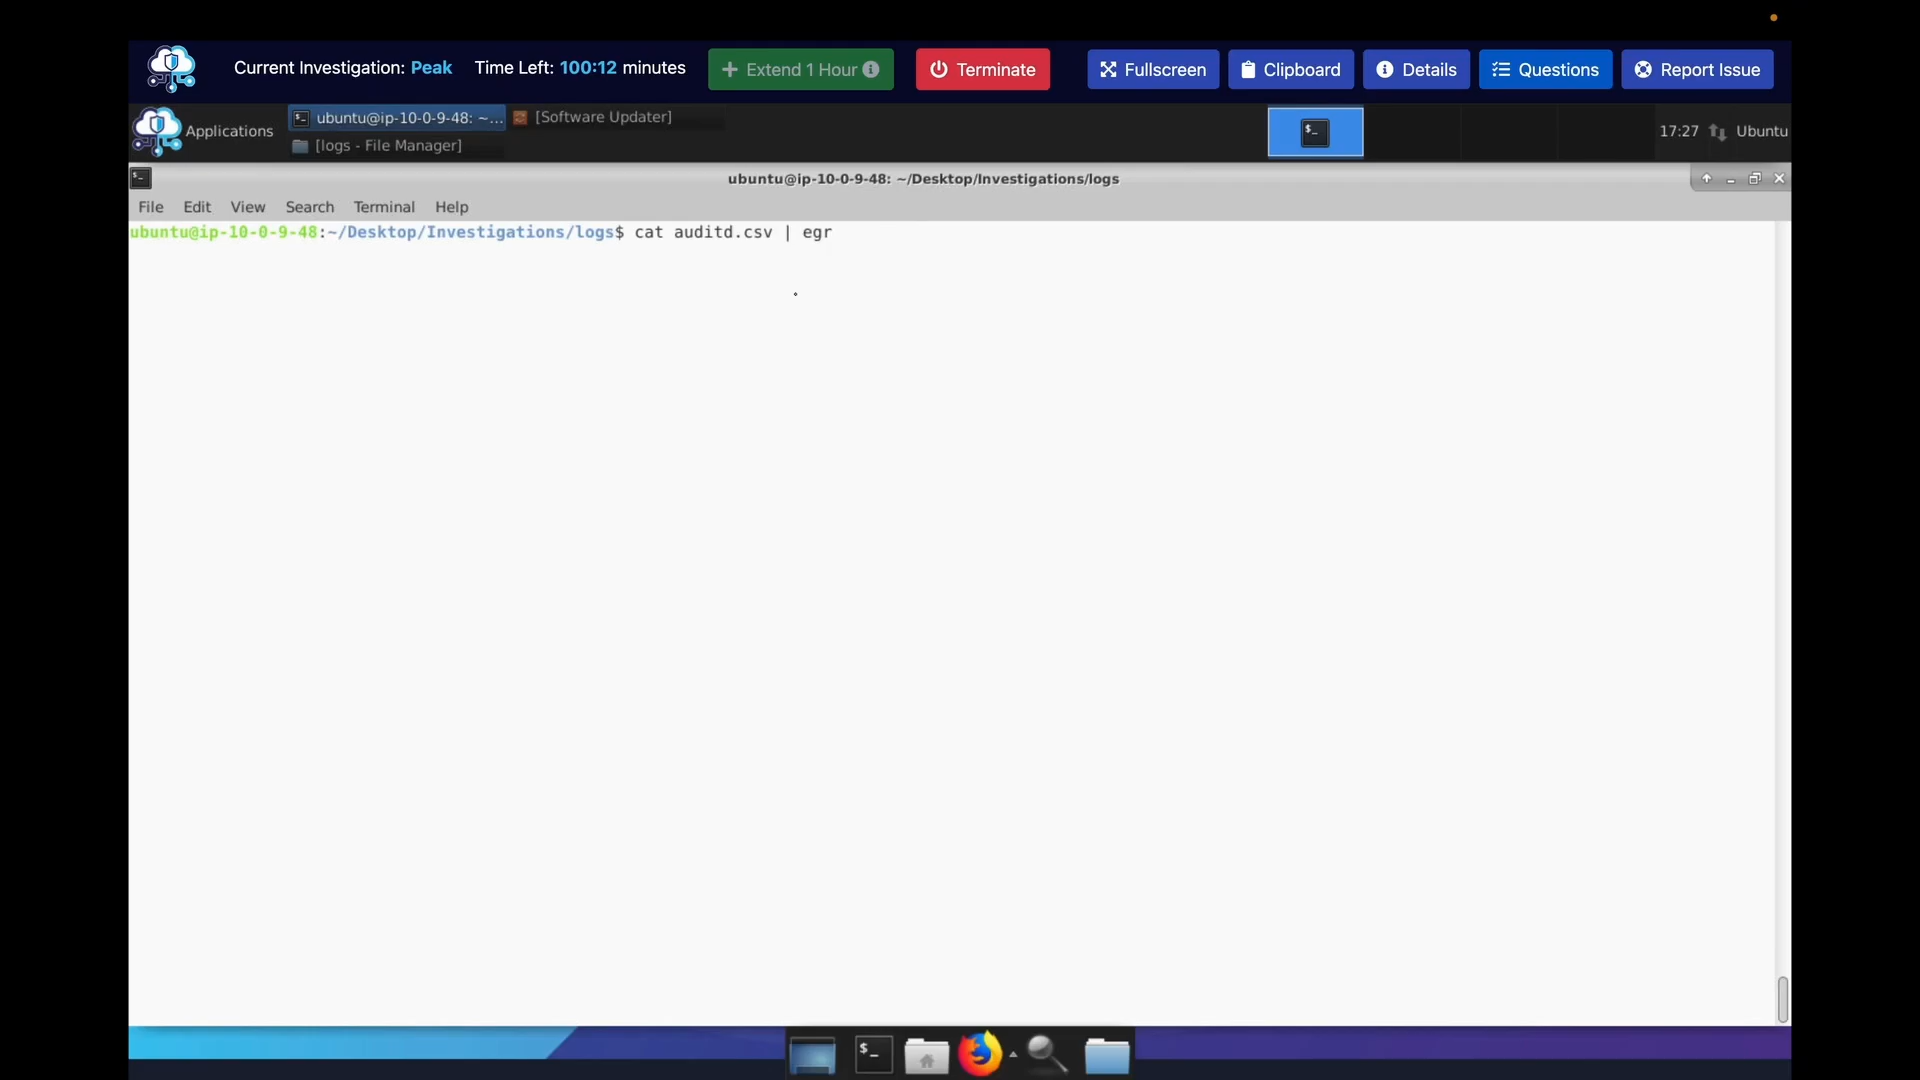 Current Investigation: Peak Time Left: 100:12 minutes Extend 1 Hour Terminate Fullscreen Clipboard Details Questions Report Issue
Applications ubuntu@ip-10-0-9-48: ~... [Software Updater] 17:27 Ubuntu
[logs - File Manager]
ubuntu@ip-10-0-9-48: ~/Desktop/Investigations/logs
File Edit View Search Terminal Help
ubuntu@ip-10-0-9-48:~/Desktop/Investigations/logs$ cat auditd.csv | egr